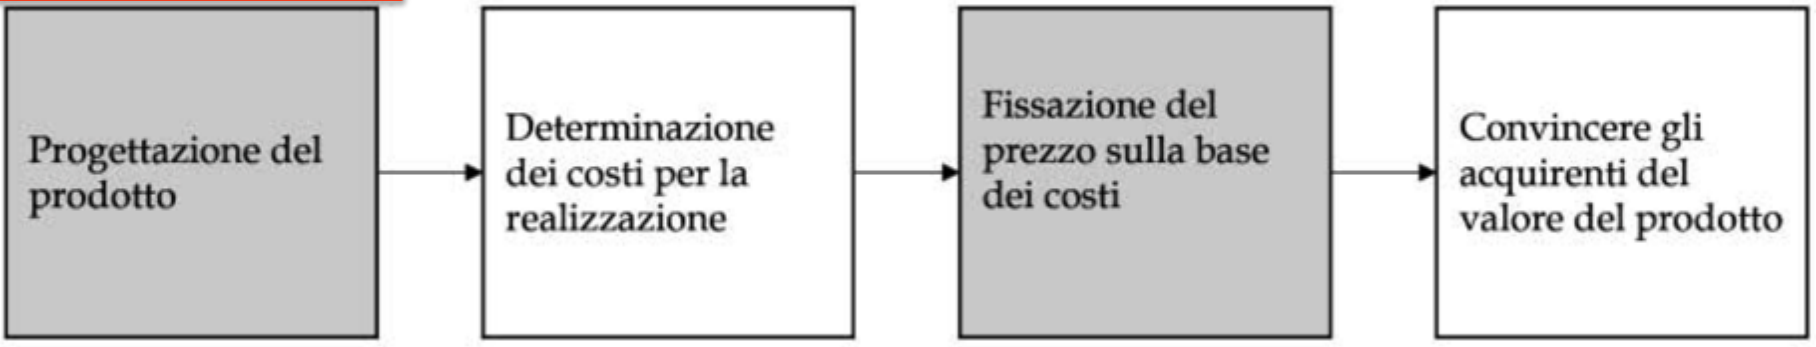 Progettazione del
prodotto
Determinazione
dei costi per la
realizzazione
Fissazione del
prezzo sulla base
dei costi
Convincere gli
acquirenti del
valore del prodotto